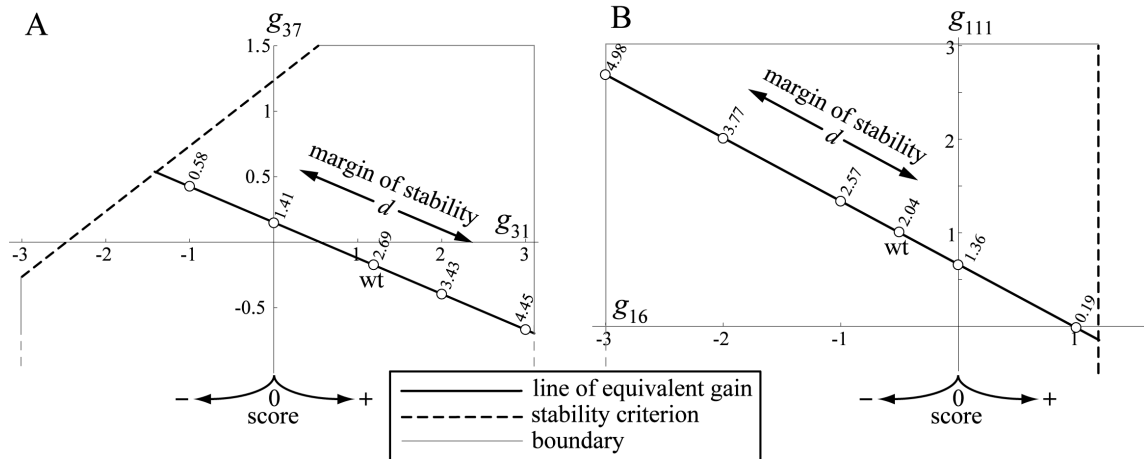 A
g37
1.5
1
0.5
-0.5
-3
-2
-1
1
2
3
g31
0.58
1.41
2.69
3.43
4.45
wt
margin of stability
d
- 0 +
score
B
g111
3
2
1
g16
-3
-2
-1
0
1
4.98
3.77
2.57
2.04
1.36
0.19
wt
margin of stability
d
- 0 +
score
line of equivalent gain
stability criterion
boundary